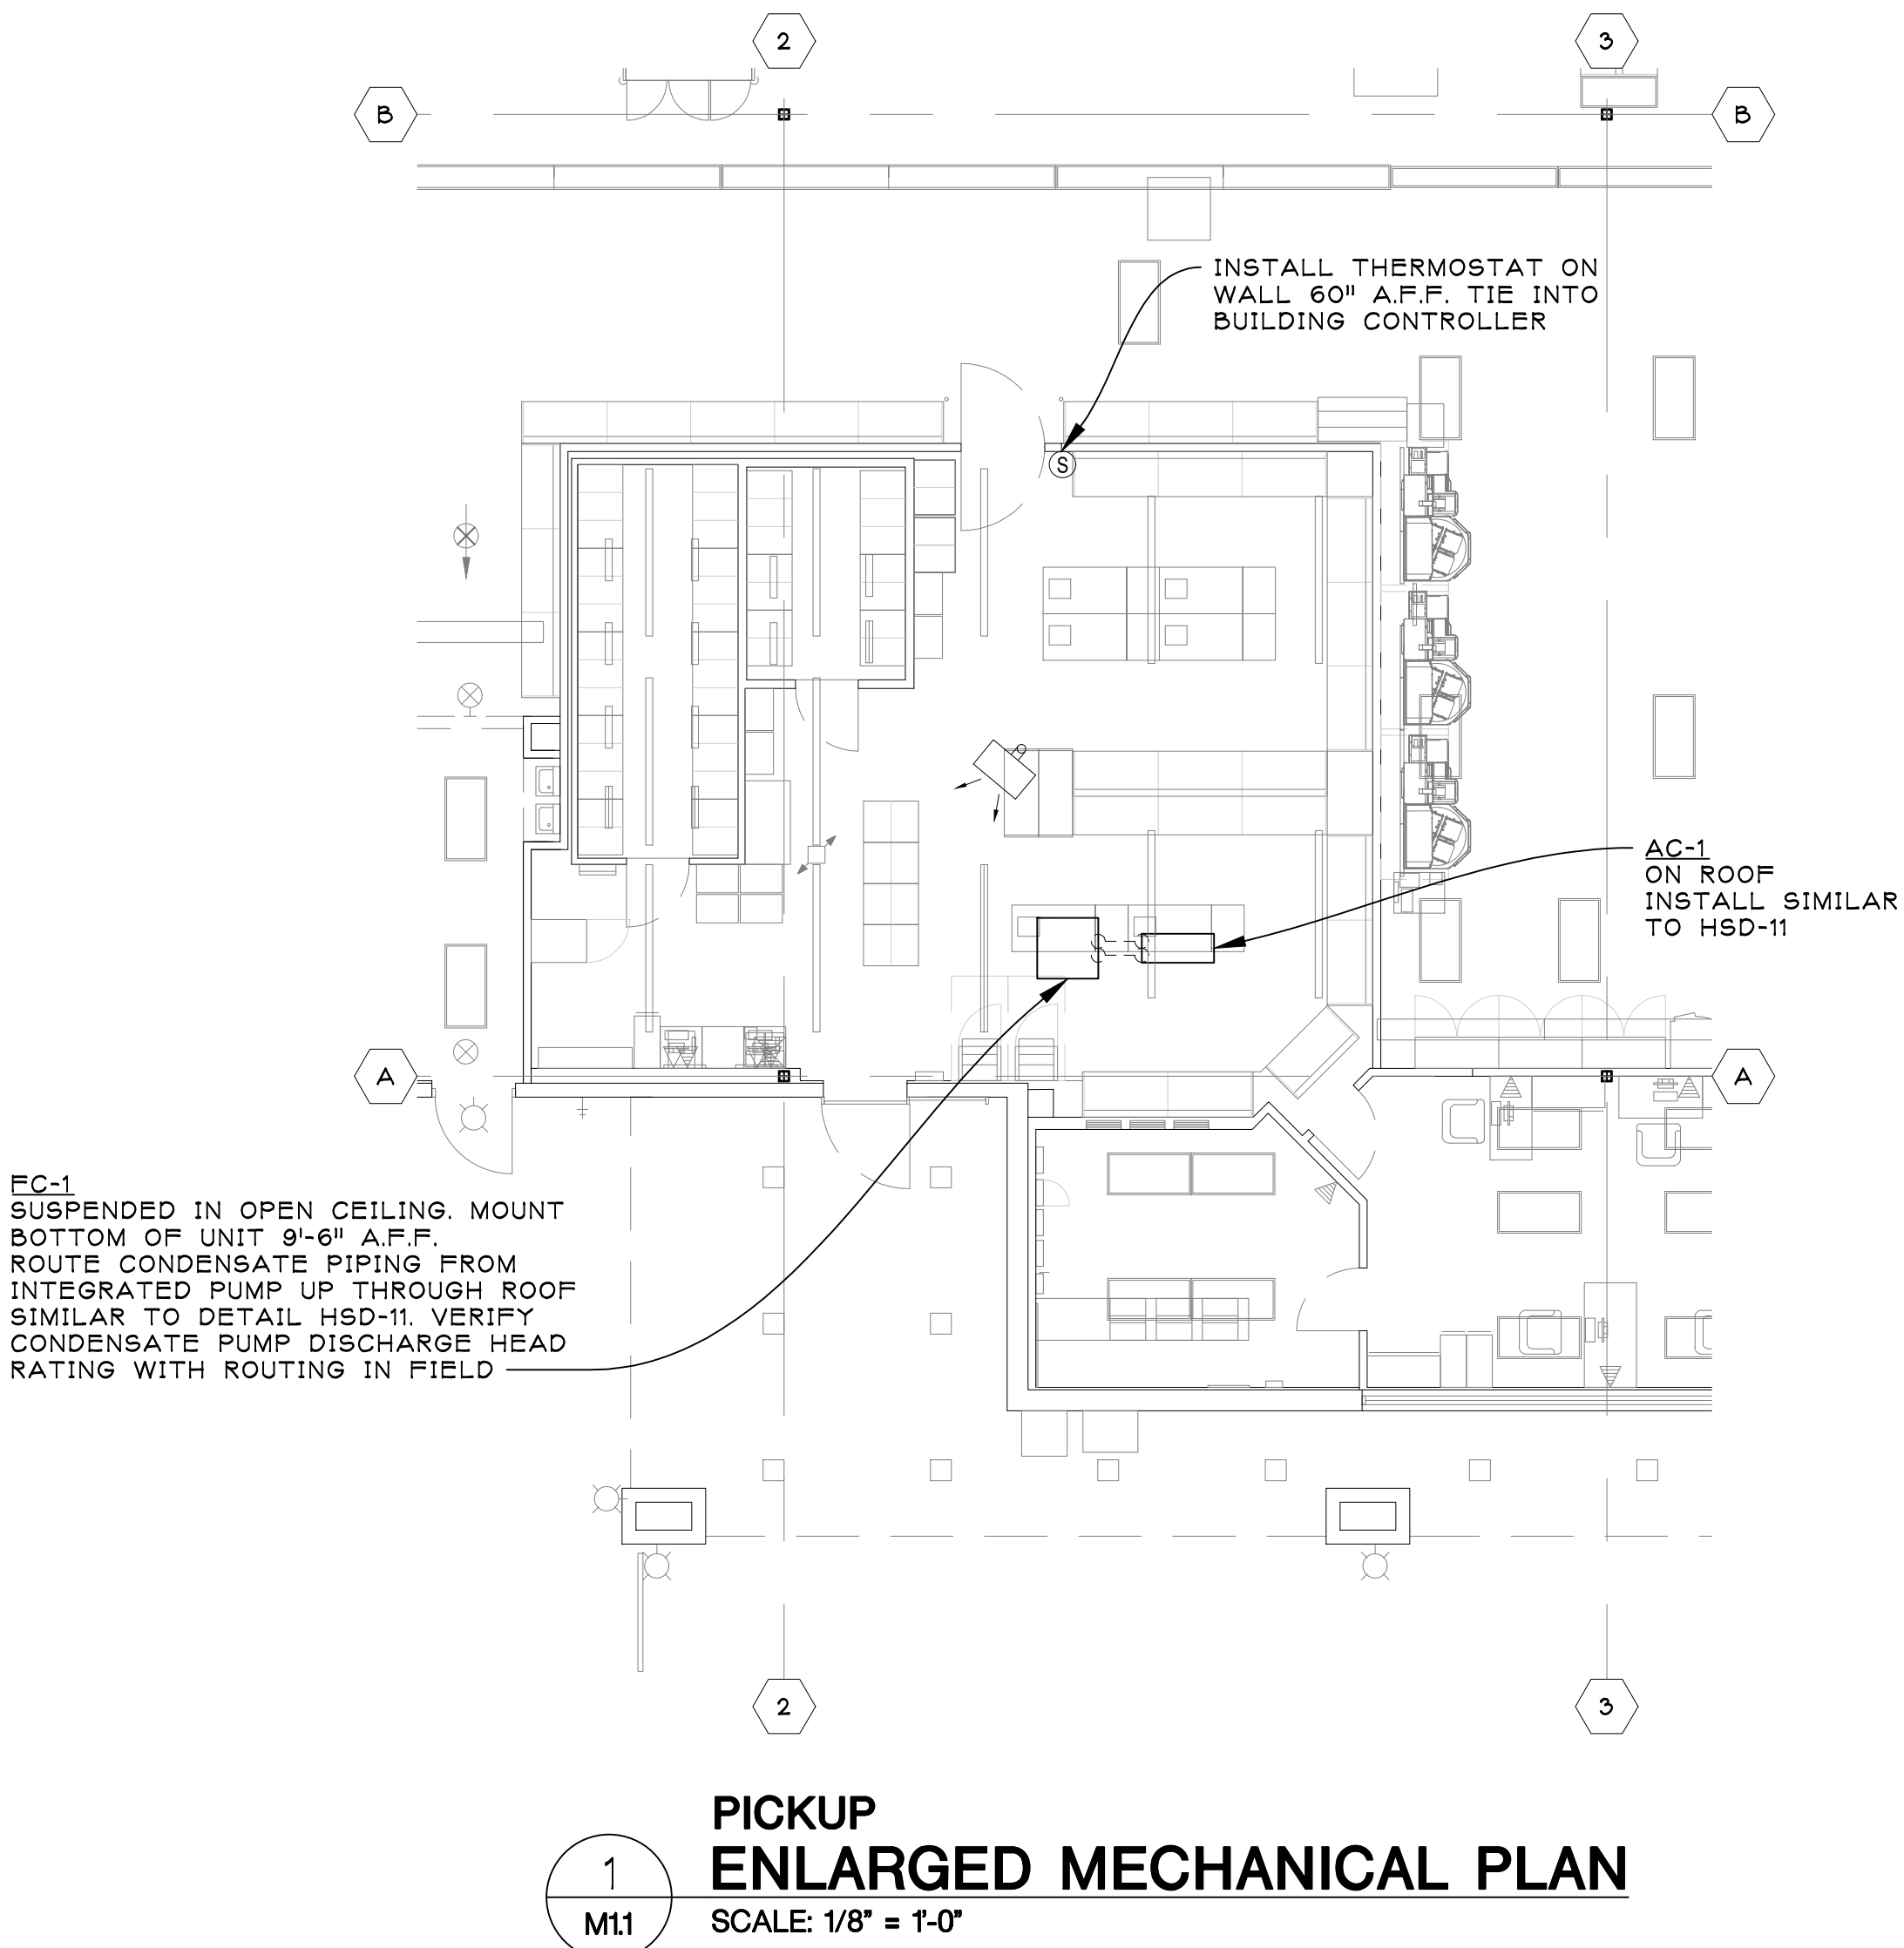 2
3
B
B
INSTALL THERMOSTAT ON
WALL 60" A.F.F. TIE INTO
BUILDING CONTROLLER
S
AC-1
ON ROOF
INSTALL SIMILAR
TO HSD-11
A
A
FC-1
SUSPENDED IN OPEN CEILING. MOUNT
BOTTOM OF UNIT 9'-6" A.F.F.
ROUTE CONDENSATE PIPING FROM
INTEGRATED PUMP UP THROUGH ROOF
SIMILAR TO DETAIL HSD-11. VERIFY
CONDENSATE PUMP DISCHARGE HEAD
RATING WITH ROUTING IN FIELD
2
3
PICKUP
1
ENLARGED MECHANICAL PLAN
M1.1
SCALE: 1/8" = 1'-0"